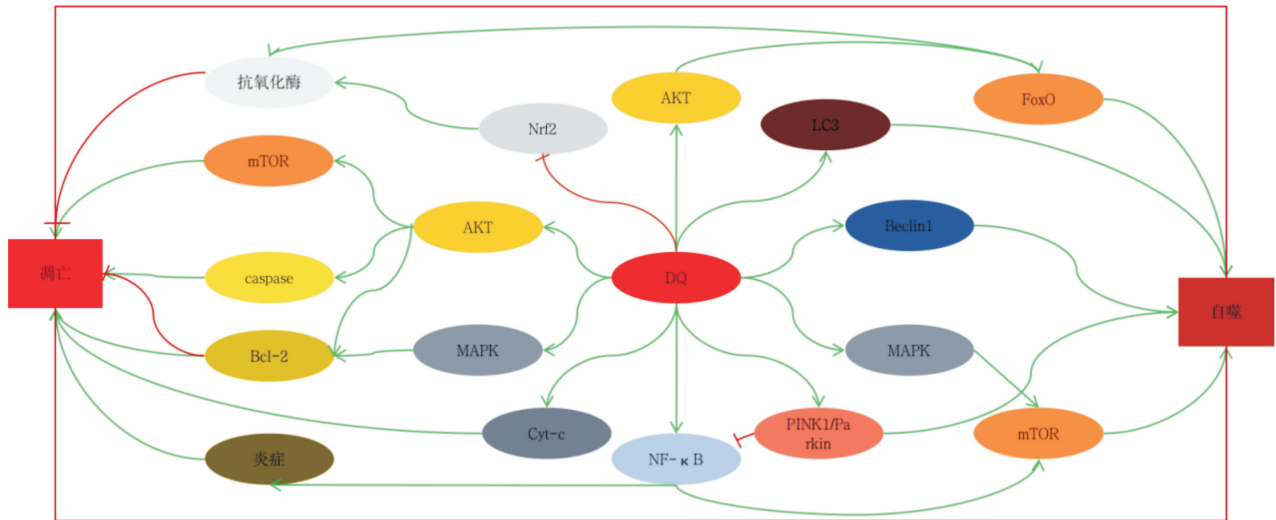 抗氧化酶
AKT
FoxO
Nrf2
LC3
mTOR
AKT
Beclin1
凋亡
caspase
DQ
自噬
Bcl-2
MAPK
MAPK
Cyt-c
PINK1/Pa
rkin
mTOR
炎症
NF-κB